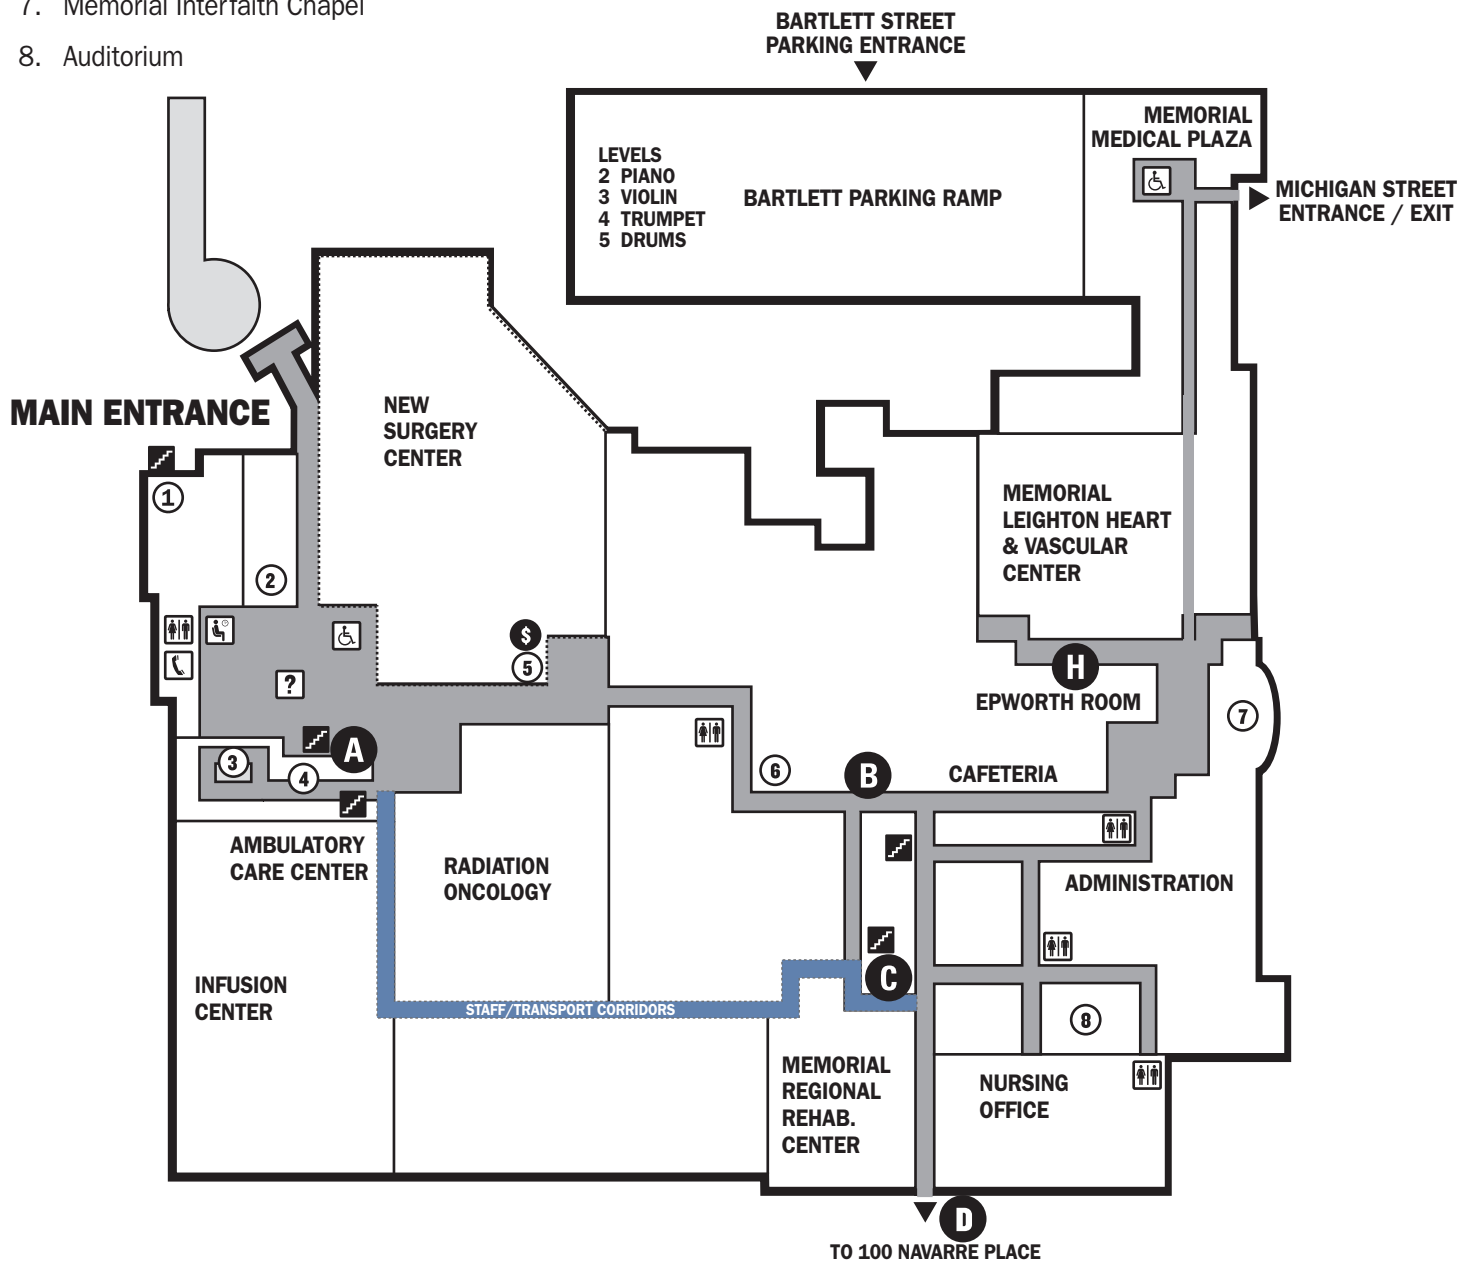 7. Memorial Interfaith Chapel
8. Auditorium
BARTLETT STREET
PARKING ENTRANCE
MEMORIAL
MEDICAL PLAZA
LEVELS
2 PIANO
3 VIOLIN
4 TRUMPET
5 DRUMS
BARTLETT PARKING RAMP
MICHIGAN STREET
ENTRANCE / EXIT
MAIN ENTRANCE
NEW
SURGERY
CENTER
1
2
MEMORIAL
LEIGHTON HEART
& VASCULAR
CENTER
$
5
?
H
EPWORTH ROOM
7
A
3
4
6
B
CAFETERIA
AMBULATORY
CARE CENTER
RADIATION
ONCOLOGY
ADMINISTRATION
INFUSION
CENTER
C
STAFF/TRANSPORT CORRIDORS
8
MEMORIAL
REGIONAL
REHAB.
CENTER
NURSING
OFFICE
D
TO 100 NAVARRE PLACE